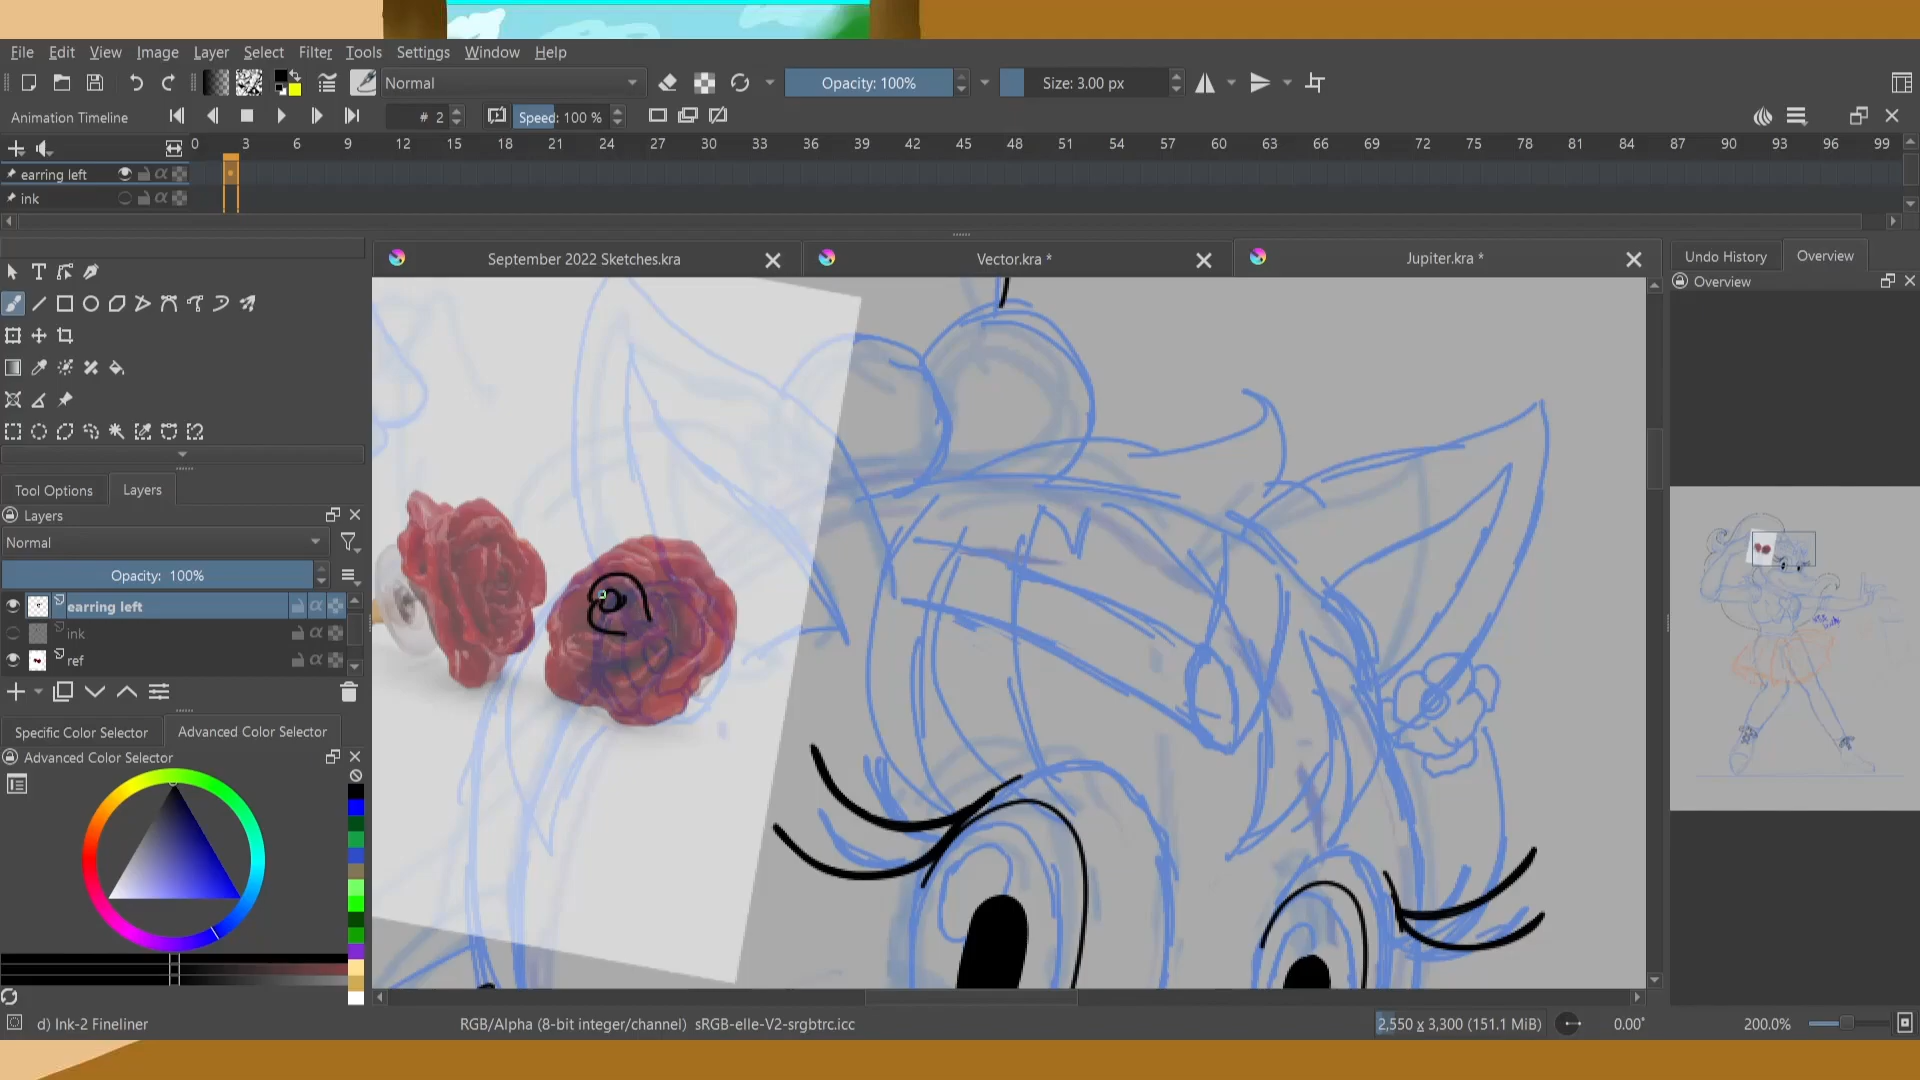 File Edit View Image Layer Select Filter Tools Settings Window Help
Normal Opacity: 100% Size: 3.00 px
Animation Timeline # 2 Speed: 100 %
0 3 6 9 12 15 18 21 24 27 30 33 36 39 42 45 48 51 54 57 60 63 66 69 72 75 78 81 84 87 90 93 96 99
earring left
ink
September 2022 Sketches.kra Vector.kra * Jupiter.kra * Undo History Overview
Overview
Tool Options Layers
Layers
Normal
Opacity: 100%
earring left
ink
ref
Specific Color Selector Advanced Color Selector
Advanced Color Selector
d) Ink-2 Fineliner RGB/Alpha (8-bit integer/channel) sRGB-elle-V2-srgbtrc.icc 2,550 x 3,300 (151.1 MiB) 0.00° 200.0%